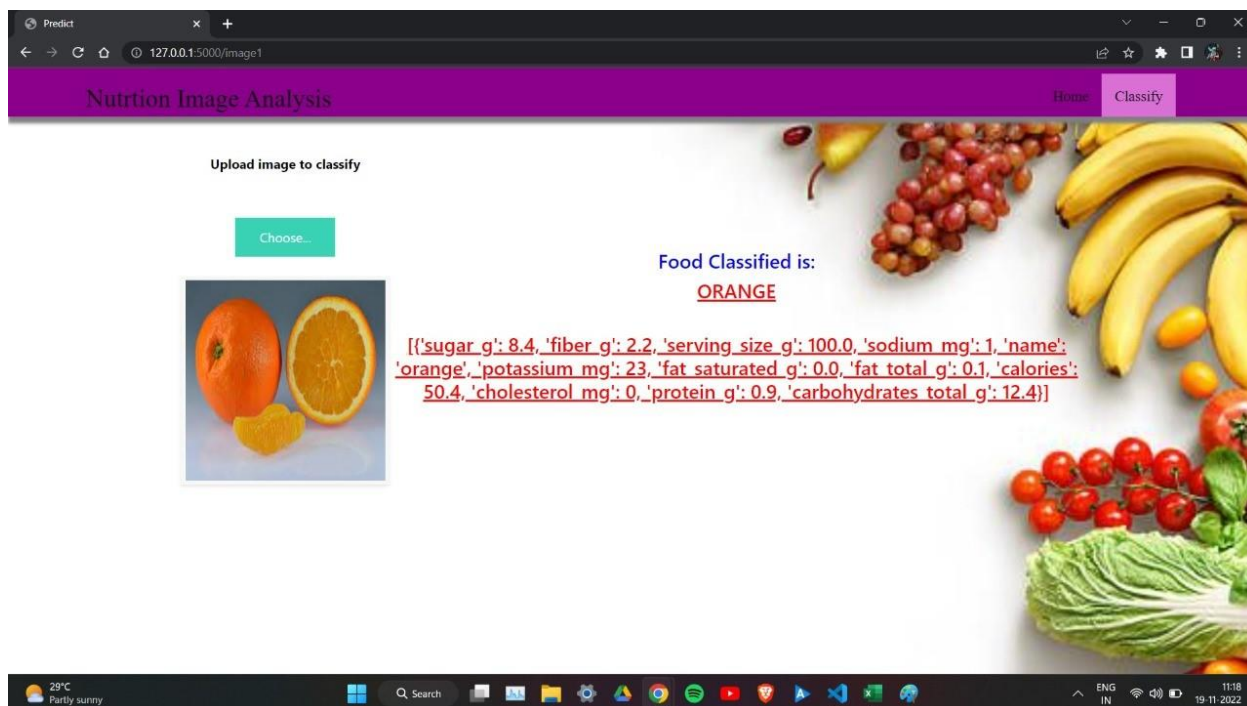 Predict
127.0.0.1:5000/image1
Nutrtion Image Analysis
Home
Classify
Upload image to classify
Choose...
Food Classified is:
ORANGE
[{'sugar_g': 8.4, 'fiber_g': 2.2, 'serving_size_g': 100.0, 'sodium_mg': 1, 'name':
'orange', 'potassium_mg': 23, 'fat_saturated_g': 0.0, 'fat_total_g': 0.1, 'calories':
50.4, 'cholesterol_mg': 0, 'protein_g': 0.9, 'carbohydrates_total_g': 12.4}]
29°C
Partly sunny
Search
ENG
IN
11:18
19-11-2022